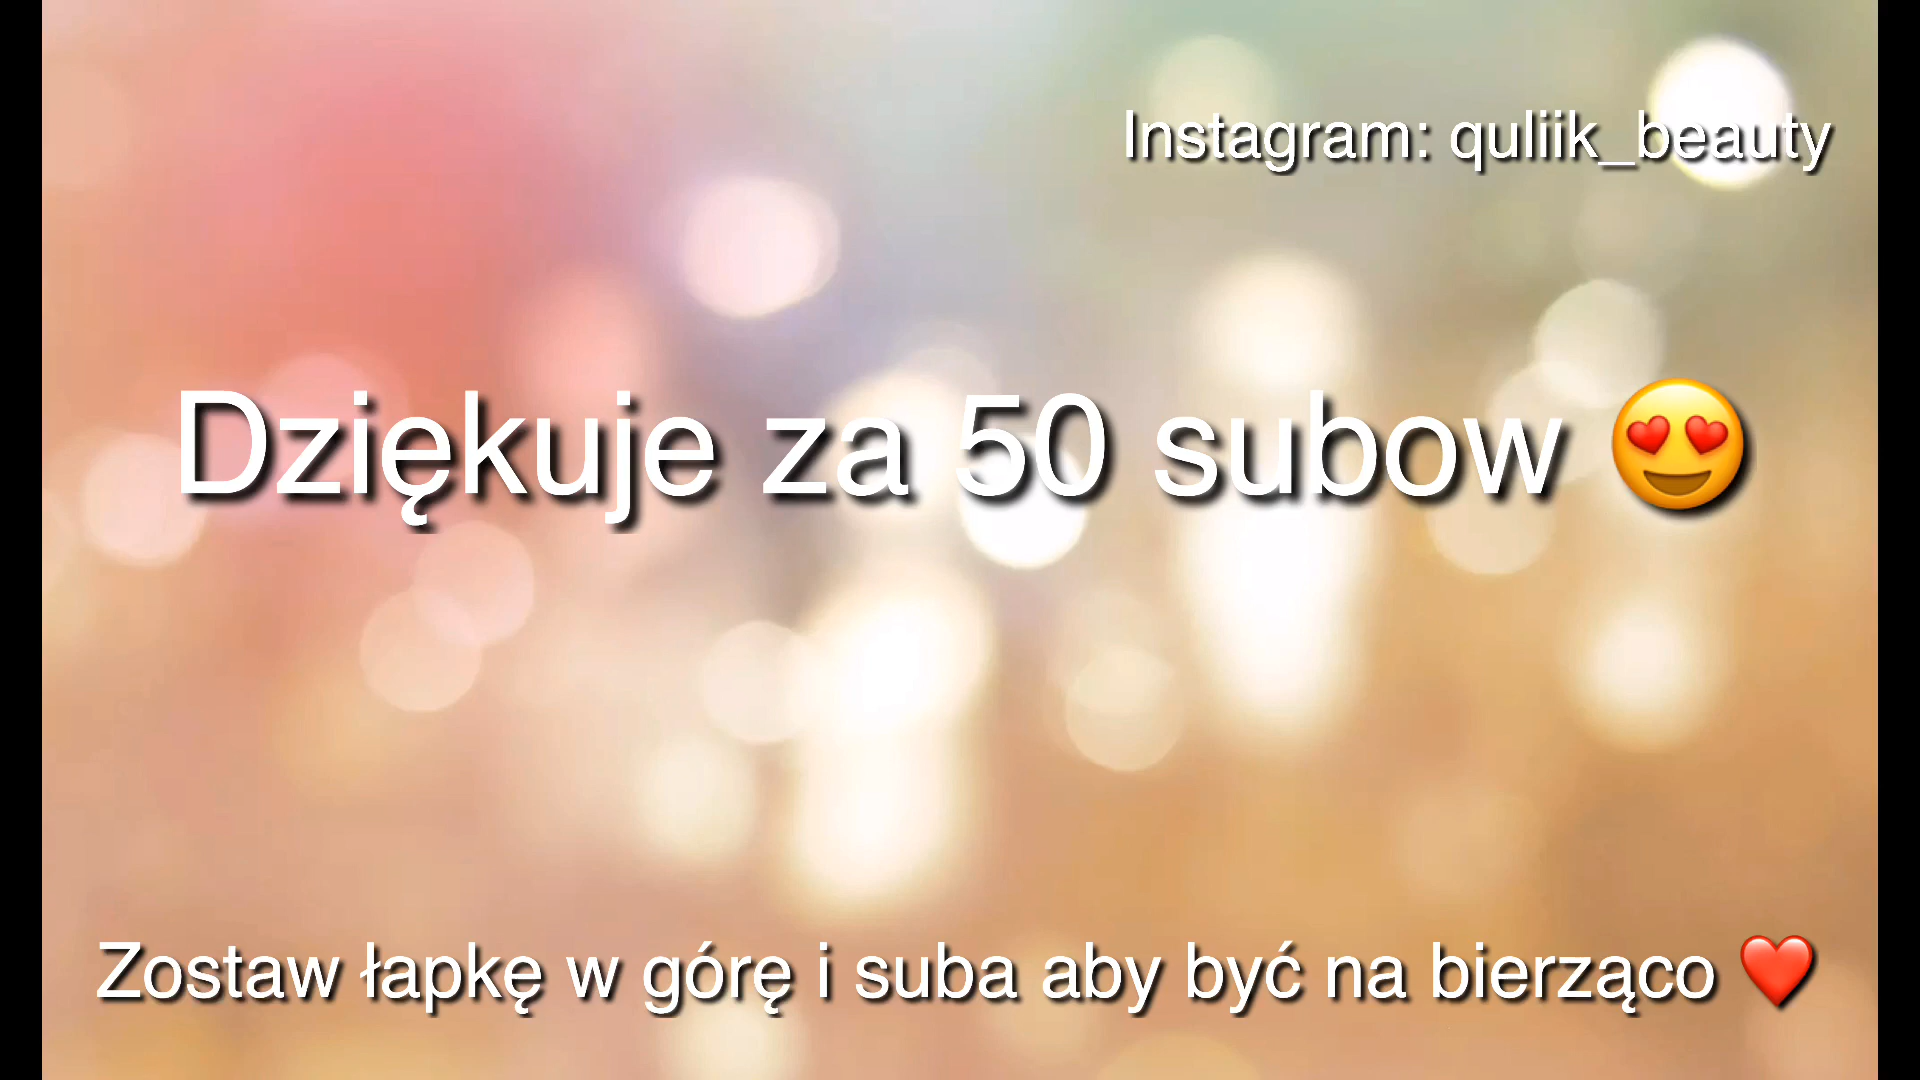 Instagram: quliik_beauty
Dziękuje za 50 subow 😍
Zostaw łapkę w górę i suba aby być na bierząco ❤️